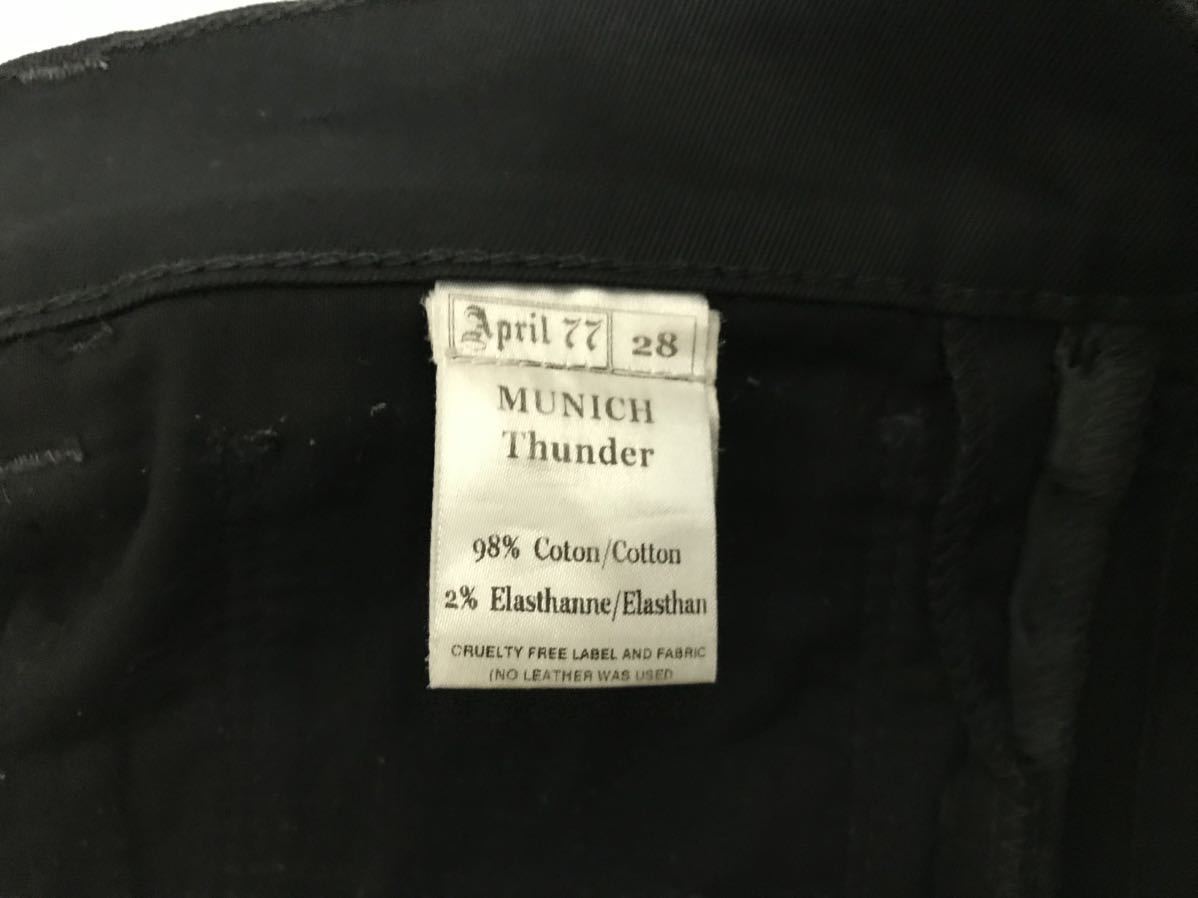 April 77 28
MUNICH
Thunder
98% Coton/Cotton
2% Elasthanne/Elasthan
CRUELTY FREE LABEL AND FABRIC
(NO LEATHER WAS USED